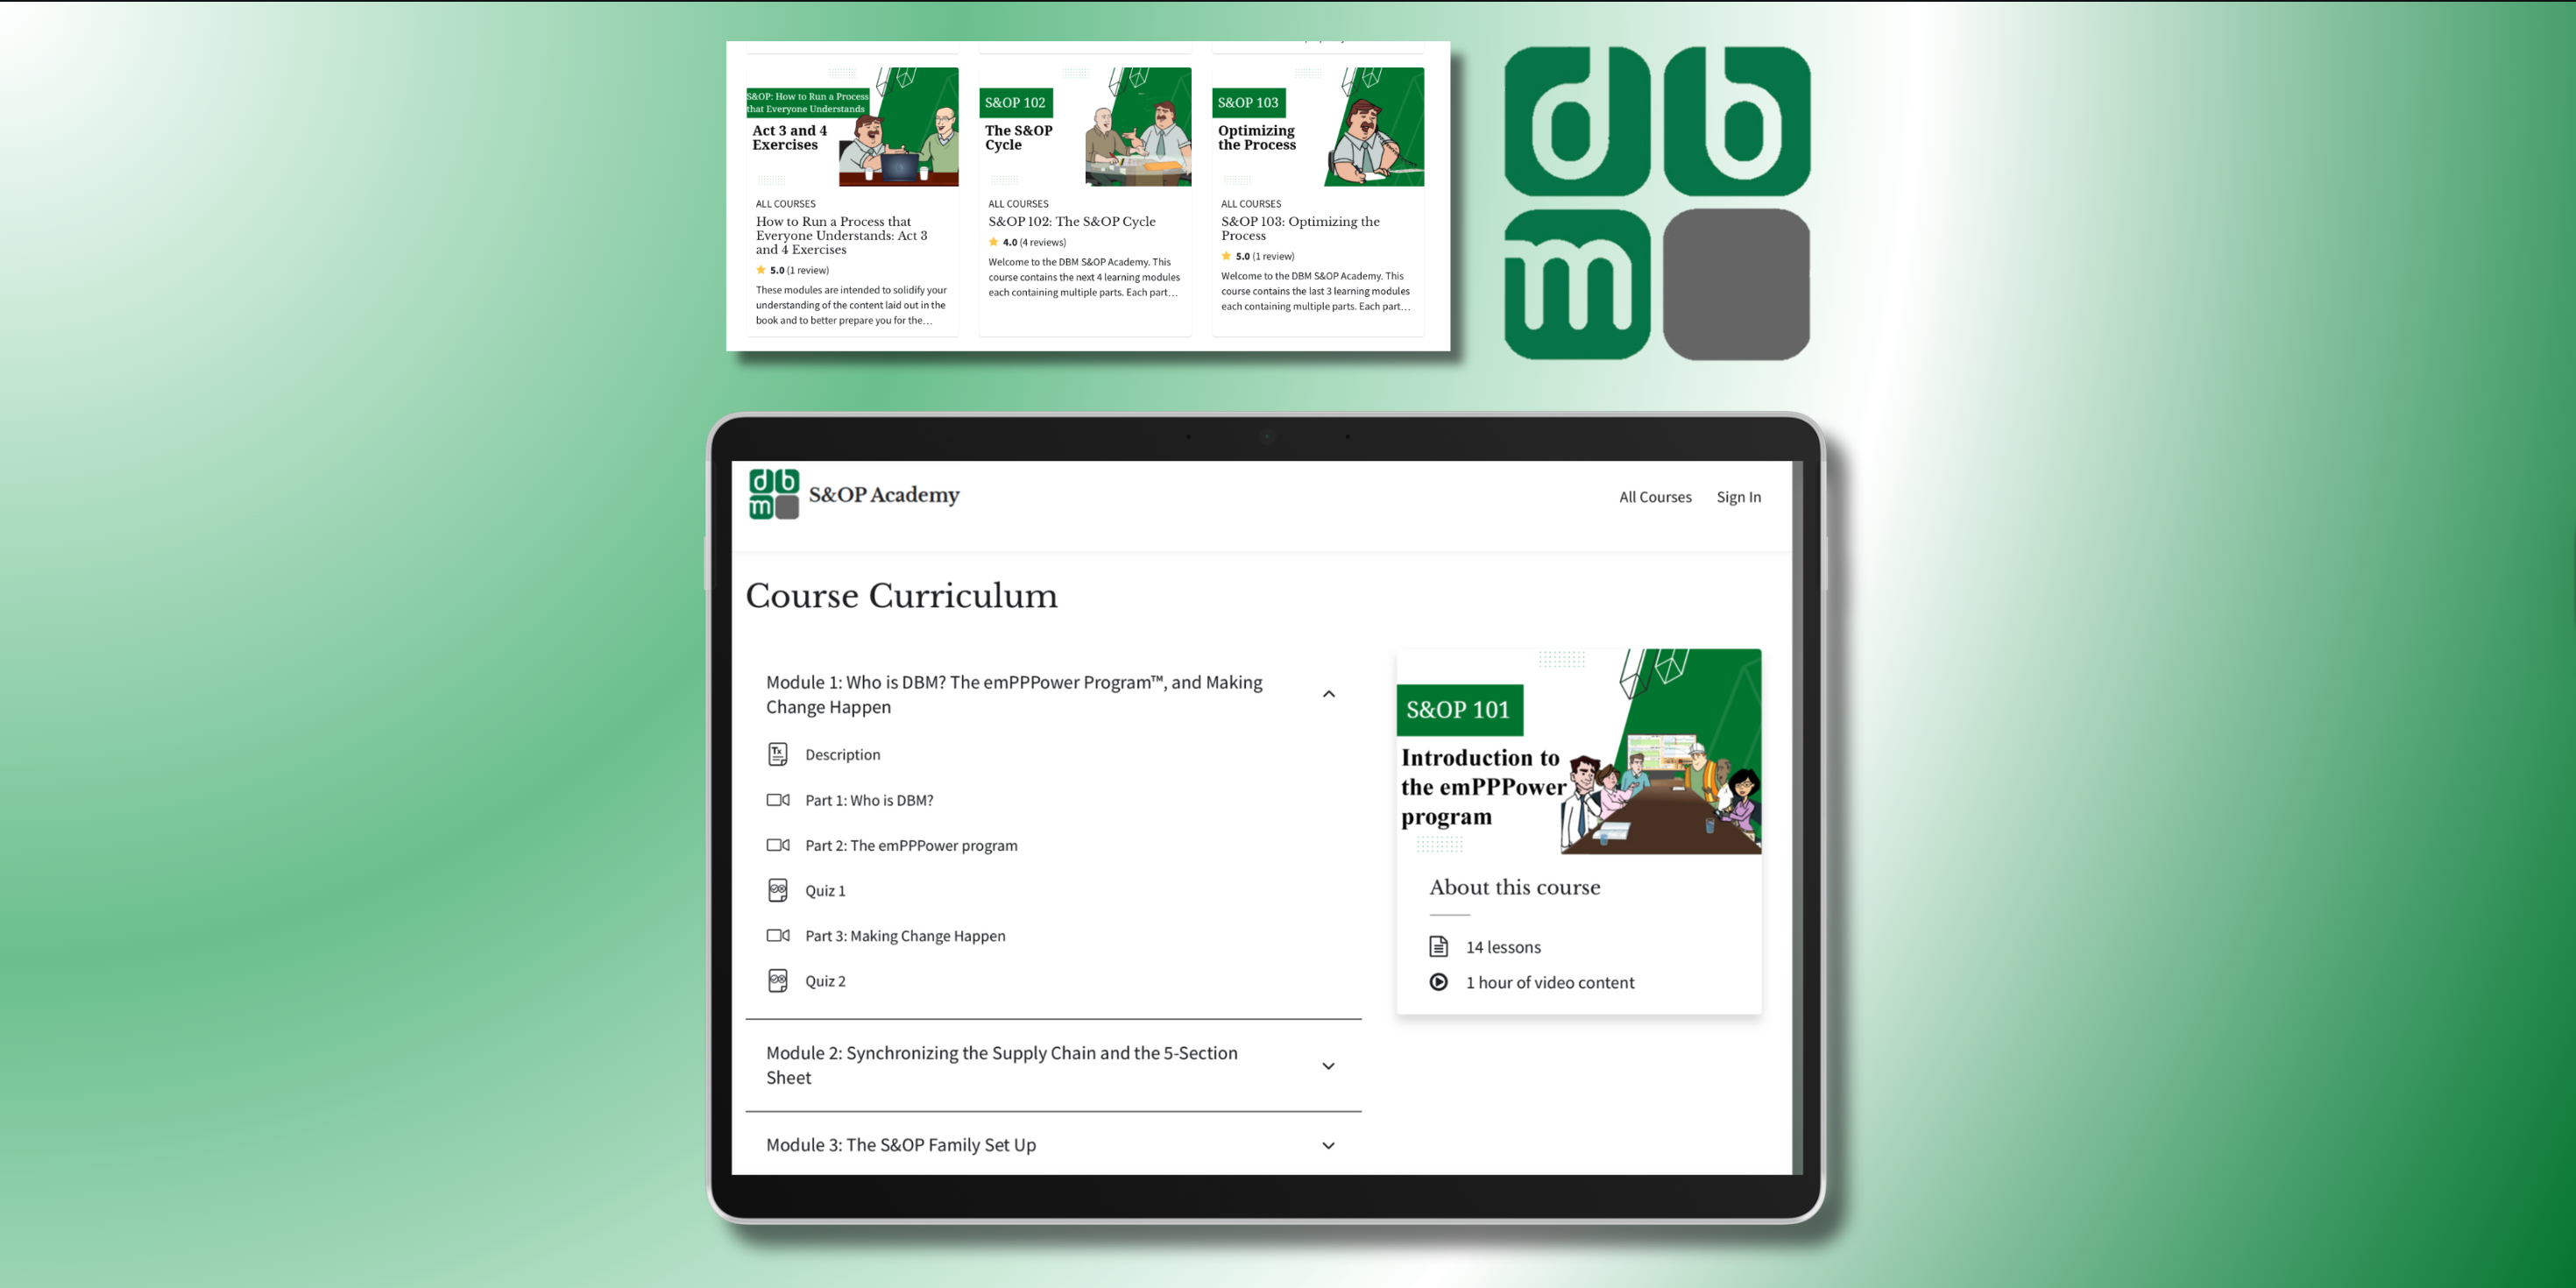 S&OP: How to Run a Process
that Everyone Understands
Act 3 and 4
Exercises
ALL COURSES
How to Run a Process that
Everyone Understands: Act 3
and 4 Exercises
5.0 (1 review)
These modules are intended to solidify your
understanding of the content laid out in the
book and to better prepare you for the...
S&OP 102
The S&OP
Cycle
ALL COURSES
S&OP 102: The S&OP Cycle
4.0 (4 reviews)
Welcome to the DBM S&OP Academy. This
course contains the next 4 learning modules
each containing multiple parts. Each part...
S&OP 103
Optimizing
the Process
ALL COURSES
S&OP 103: Optimizing the
Process
5.0 (1 review)
Welcome to the DBM S&OP Academy. This
course contains the last 3 learning modules
each containing multiple parts. Each part...
db
m
db
m
S&OP Academy
All Courses
Sign In
Course Curriculum
Module 1: Who is DBM? The emPPPower Program™, and Making
Change Happen
Description
Part 1: Who is DBM?
Part 2: The emPPPower program
Quiz 1
Part 3: Making Change Happen
Quiz 2
Module 2: Synchronizing the Supply Chain and the 5-Section
Sheet
Module 3: The S&OP Family Set Up
S&OP 101
Introduction to
the emPPPower
program
About this course
14 lessons
1 hour of video content